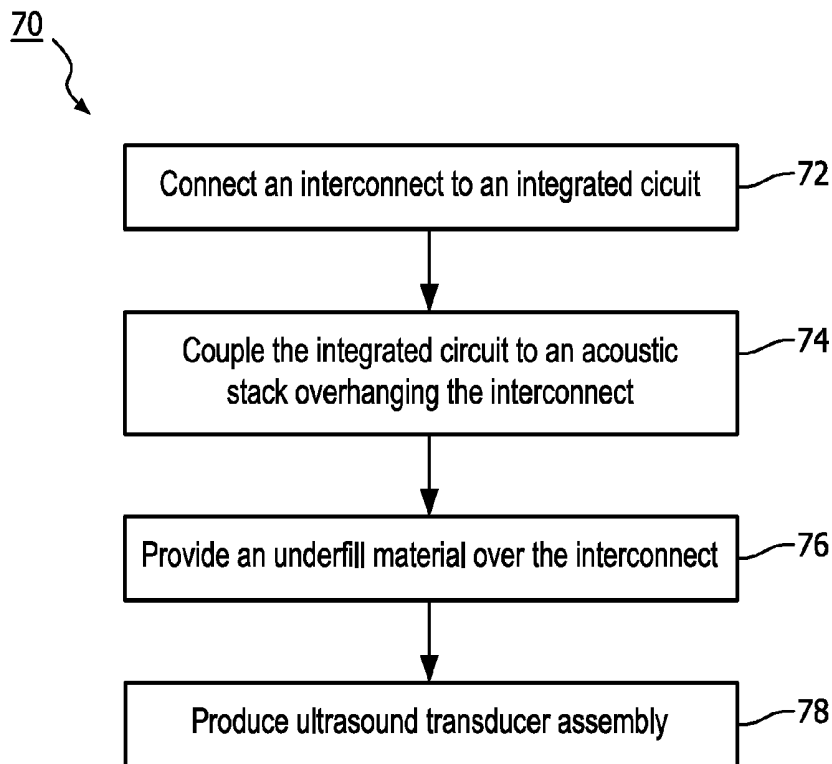 70
Connect an interconnect to an integrated cicuit
72
Couple the integrated circuit to an acoustic
stack overhanging the interconnect
74
Provide an underfill material over the interconnect
76
Produce ultrasound transducer assembly
78